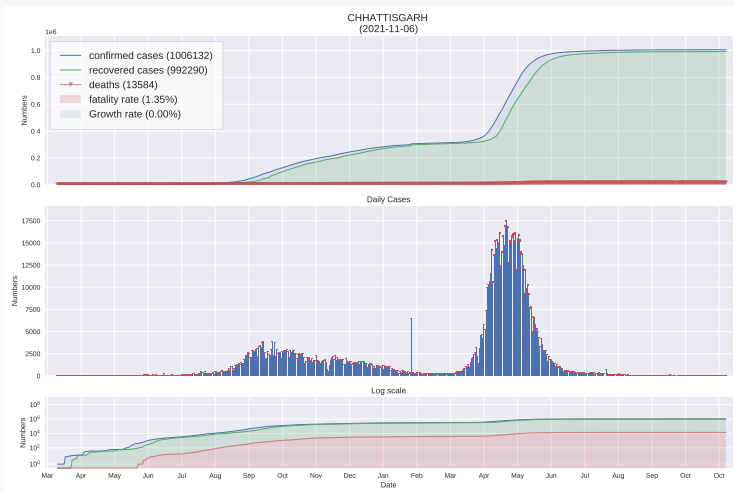 CHHATTISGARH
(2021-11-06)
1e6
1.0
0.8
0.6
0.4
0.2
0.0
Numbers
confirmed cases (1006132)
recovered cases (992290)
deaths (13584)
fatality rate (1.35%)
Growth rate (0.00%)
Daily Cases
17500
15000
12500
10000
7500
5000
2500
0
Numbers
Log scale
10⁸
10⁶
10⁴
10²
10⁰
Numbers
Mar Apr May Jun Jul Aug Sep Oct Nov Dec Jan Feb Mar Apr May Jun Jul Aug Sep Oct Oct
Date